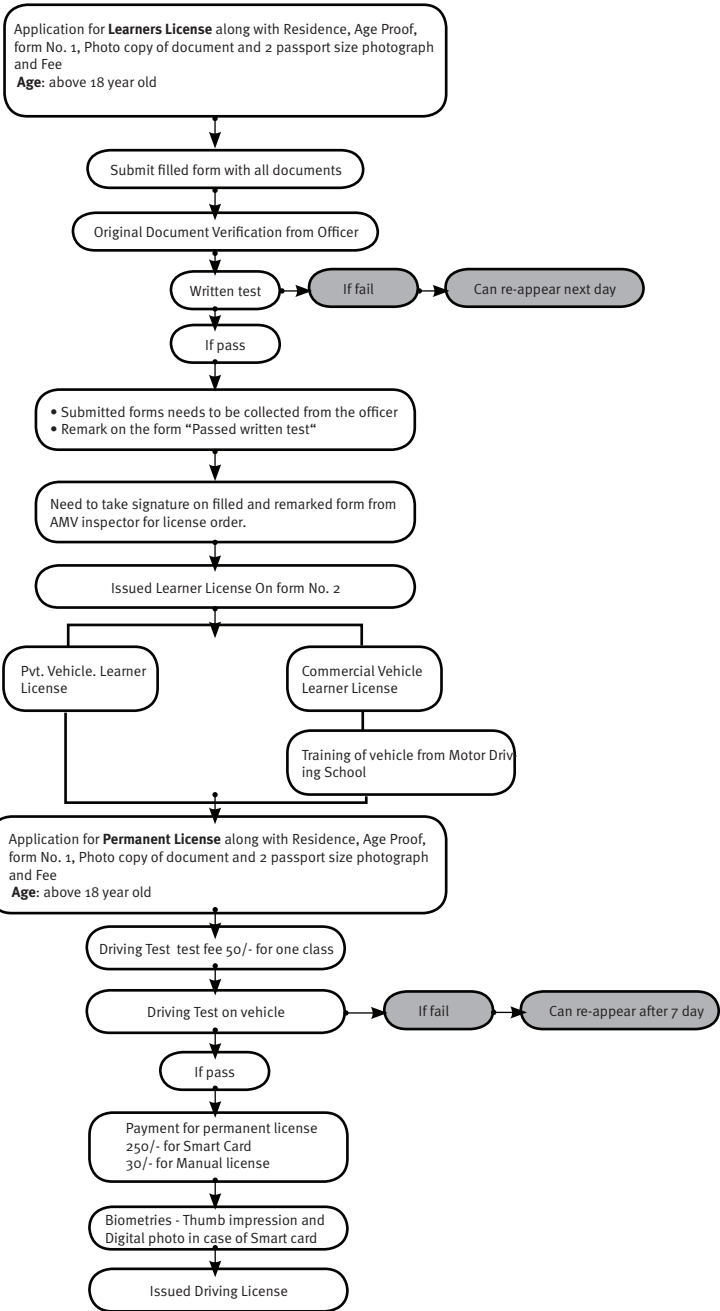 Application for Learners License along with Residence, Age Proof,
form No. 1, Photo copy of document and 2 passport size photograph
and Fee
Age: above 18 year old
Submit filled form with all documents
Original Document Verification from Officer
Written test
If fail
Can re-appear next day
If pass
• Submitted forms needs to be collected from the officer
• Remark on the form “Passed written test“
Need to take signature on filled and remarked form from
AMV inspector for license order.
Issued Learner License On form No. 2
Pvt. Vehicle. Learner
License
Commercial Vehicle
Learner License
Training of vehicle from Motor Driv-
ing School
Application for Permanent License along with Residence, Age Proof,
form No. 1, Photo copy of document and 2 passport size photograph
and Fee
Age: above 18 year old
Driving Test test fee 50/- for one class
Driving Test on vehicle
If fail
Can re-appear after 7 day
If pass
Payment for permanent license
250/- for Smart Card
30/- for Manual license
Biometries - Thumb impression and
Digital photo in case of Smart card
Issued Driving License